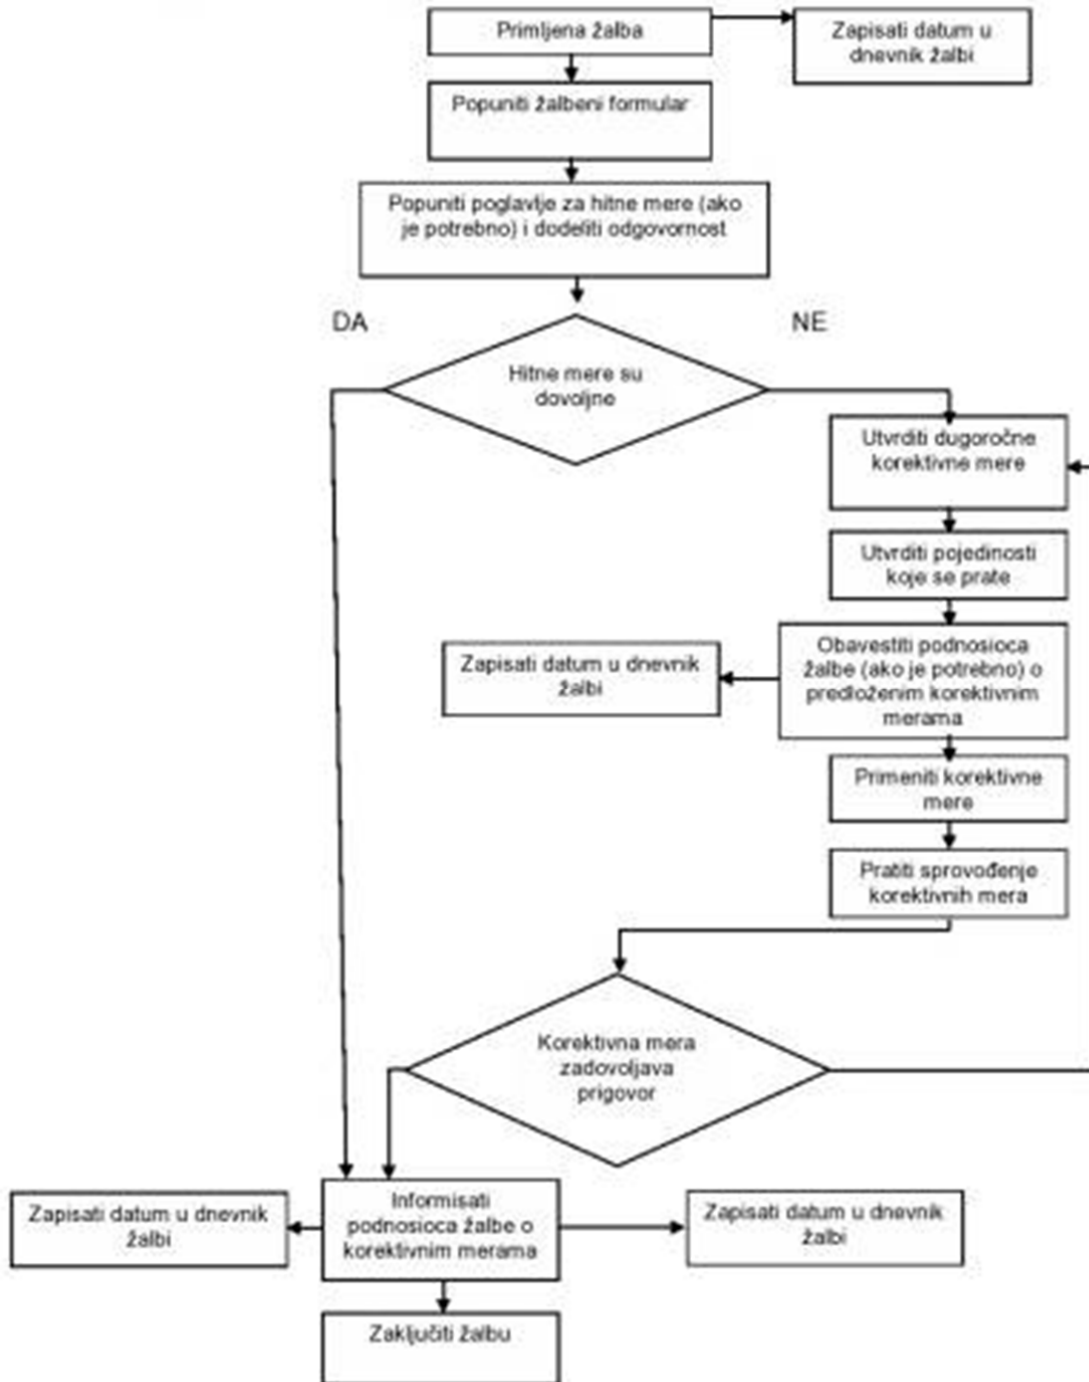 Primljena žalba
Zapisati datum u
dnevnik žalbi
Popuniti žalbeni formular
Popuniti poglavlje za hitne mere (ako
je potrebno) i dodeliti odgovornost
DA
NE
Hitne mere su
dovoljne
Utvrditi dugoročne
korektivne mere
Utvrditi pojedinosti
koje se prate
Obavestiti podnosioca
žalbe (ako je potrebno) o
predloženim korektivnim
merama
Zapisati datum u dnevnik
žalbi
Primeniti korektivne
mere
Pratiti sprovođenje
korektivnih mera
Korektivna mera
zadovoljava
prigovor
Zapisati datum u dnevnik
žalbi
Informisati
podnosioca žalbe o
korektivnim merama
Zapisati datum u dnevnik
žalbi
Zaključiti žalbu